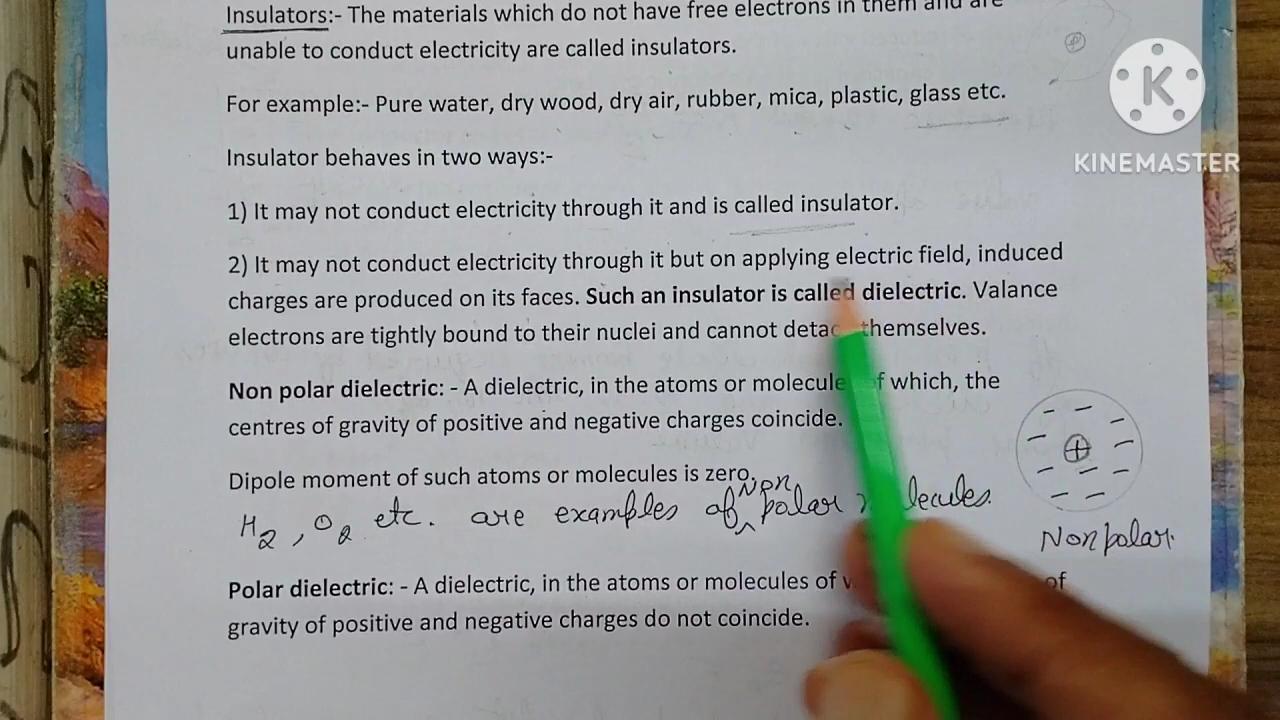 Insulators:- The materials which do not have free electrons in them and are
unable to conduct electricity are called insulators.
For example:- Pure water, dry wood, dry air, rubber, mica, plastic, glass etc.
K
KINEMASTER
Insulator behaves in two ways:-
1) It may not conduct electricity through it and is called insulator.
2) It may not conduct electricity through it but on applying electric field, induced
charges are produced on its faces. Such an insulator is called dielectric. Valance
electrons are tightly bound to their nuclei and cannot themselves.
Non polar dielectric: - A dielectric, in the atoms or of which, the
centres of gravity of positive and negative charges coincide.
Dipole moment of such atoms or molecules is zero.
H2, O2 etc. are examples of Non polar
Non polar.
Polar dielectric: - A dielectric, in the atoms or molecules of of
gravity of positive and negative charges do not coincide.